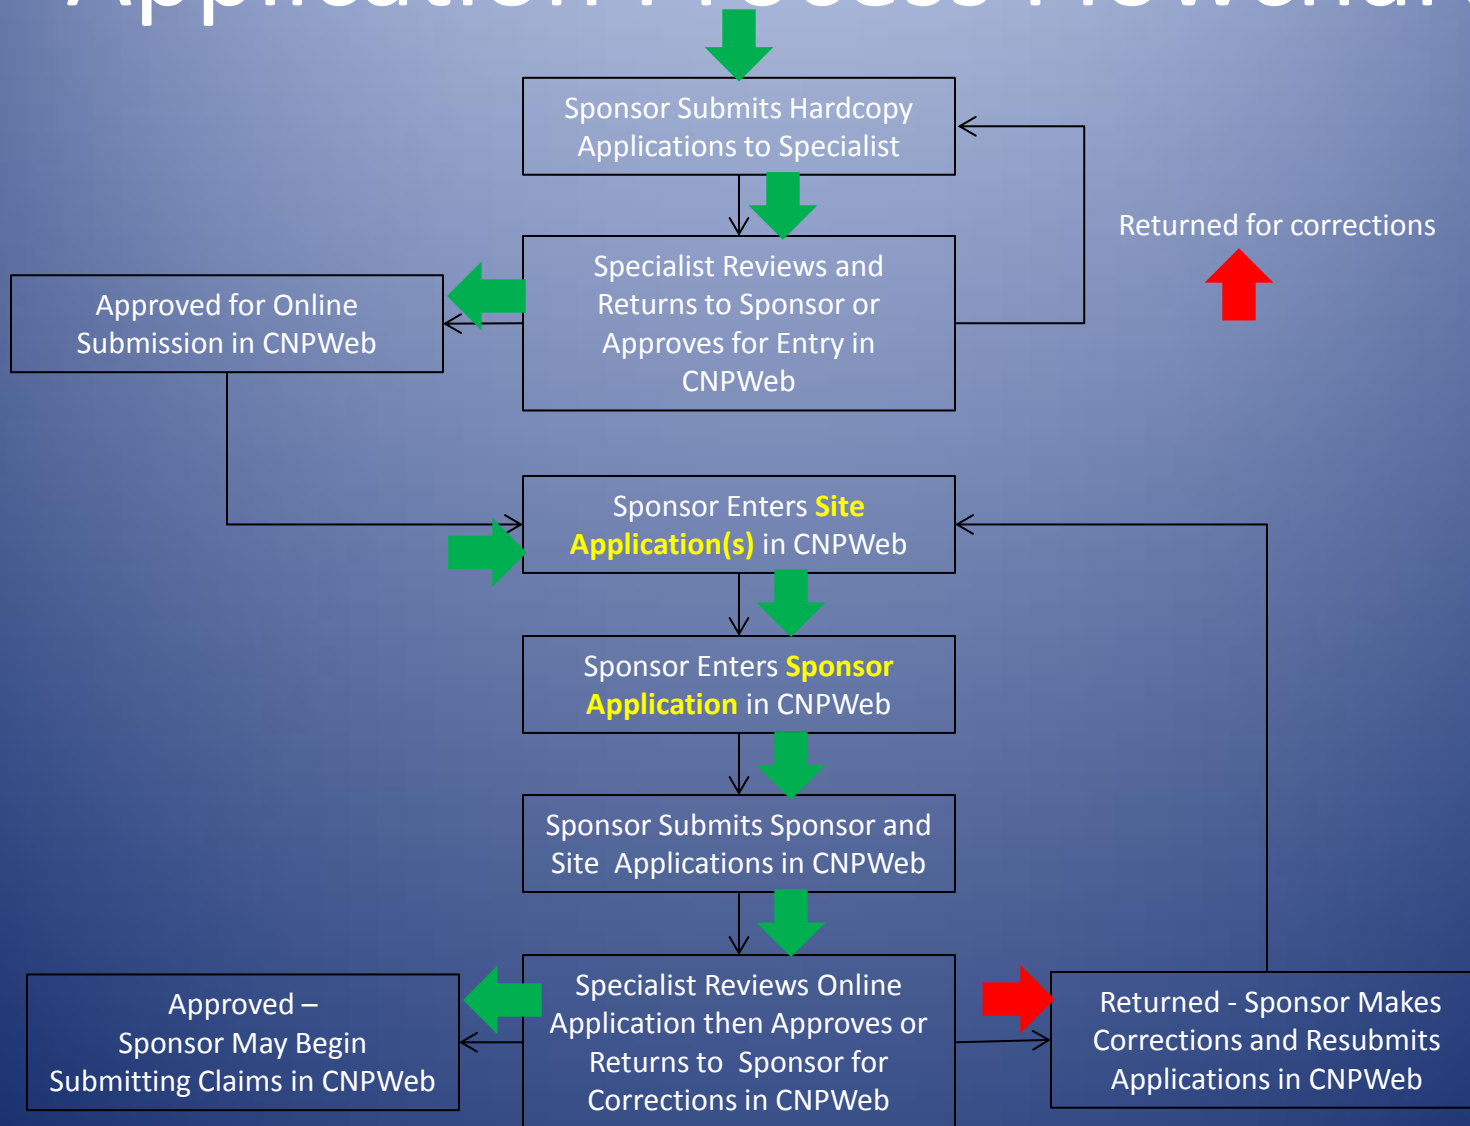 Application Process Flowchart
Sponsor Submits Hardcopy
Applications to Specialist
Returned for corrections
Specialist Reviews and
Returns to Sponsor or
Approves for Entry in
CNPWeb
Approved for Online
Submission in CNPWeb
Sponsor Enters Site
Application(s) in CNPWeb
Sponsor Enters Sponsor
Application in CNPWeb
Sponsor Submits Sponsor and
Site  Applications in CNPWeb
Specialist Reviews Online
Application then Approves or
Returns to  Sponsor for
Corrections in CNPWeb
Approved –
Sponsor May Begin
Submitting Claims in CNPWeb
Returned - Sponsor Makes
Corrections and Resubmits
Applications in CNPWeb